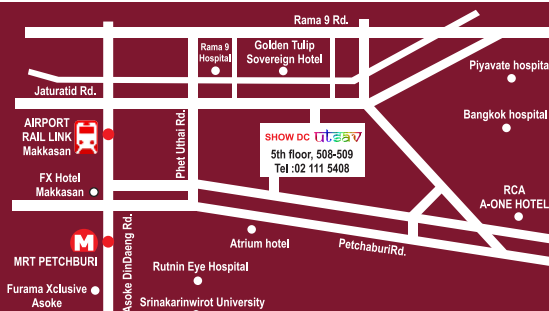 Rama 9 Rd.
Rama 9
Hospital
Golden Tulip
Sovereign Hotel
Piyavate hospita
Jaturatid Rd.
AIRPORT
RAIL LINK
Makkasan
Phet Uthai Rd.
SHOW DC utsav
5th floor, 508-509
Tel :02 111 5408
Bangkok hospital
FX Hotel
Makkasan
RCA
A-ONE HOTEL
M
MRT PETCHBURI
Asoke DinDaeng Rd.
Atrium hotel
PetchaburiRd.
Rutnin Eye Hospital
Furama Xclusive
Asoke
Srinakarinwirot University